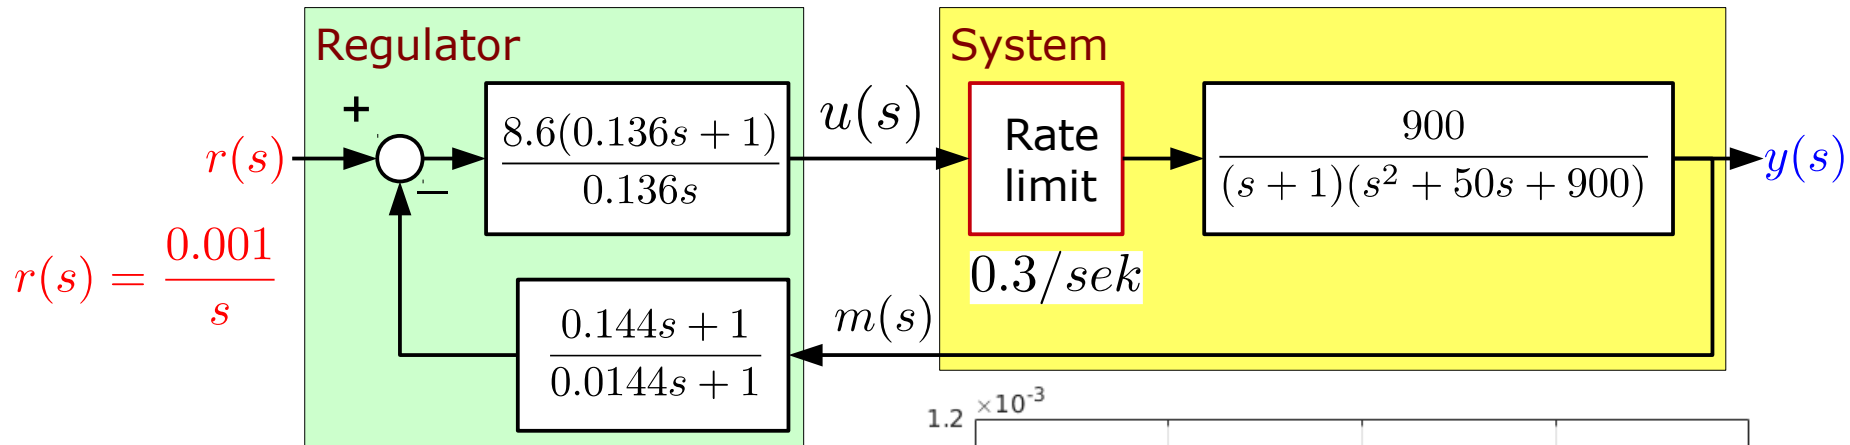 Regulator
System
+
8.6(0.136s + 1)
0.136s
u(s)
Rate
limit
900
(s + 1)(s² + 50s + 900)
r(s)
−
y(s)
r(s) = 0.001
s
0.3/sek
0.144s + 1
0.0144s + 1
m(s)
1.2 ×10⁻³